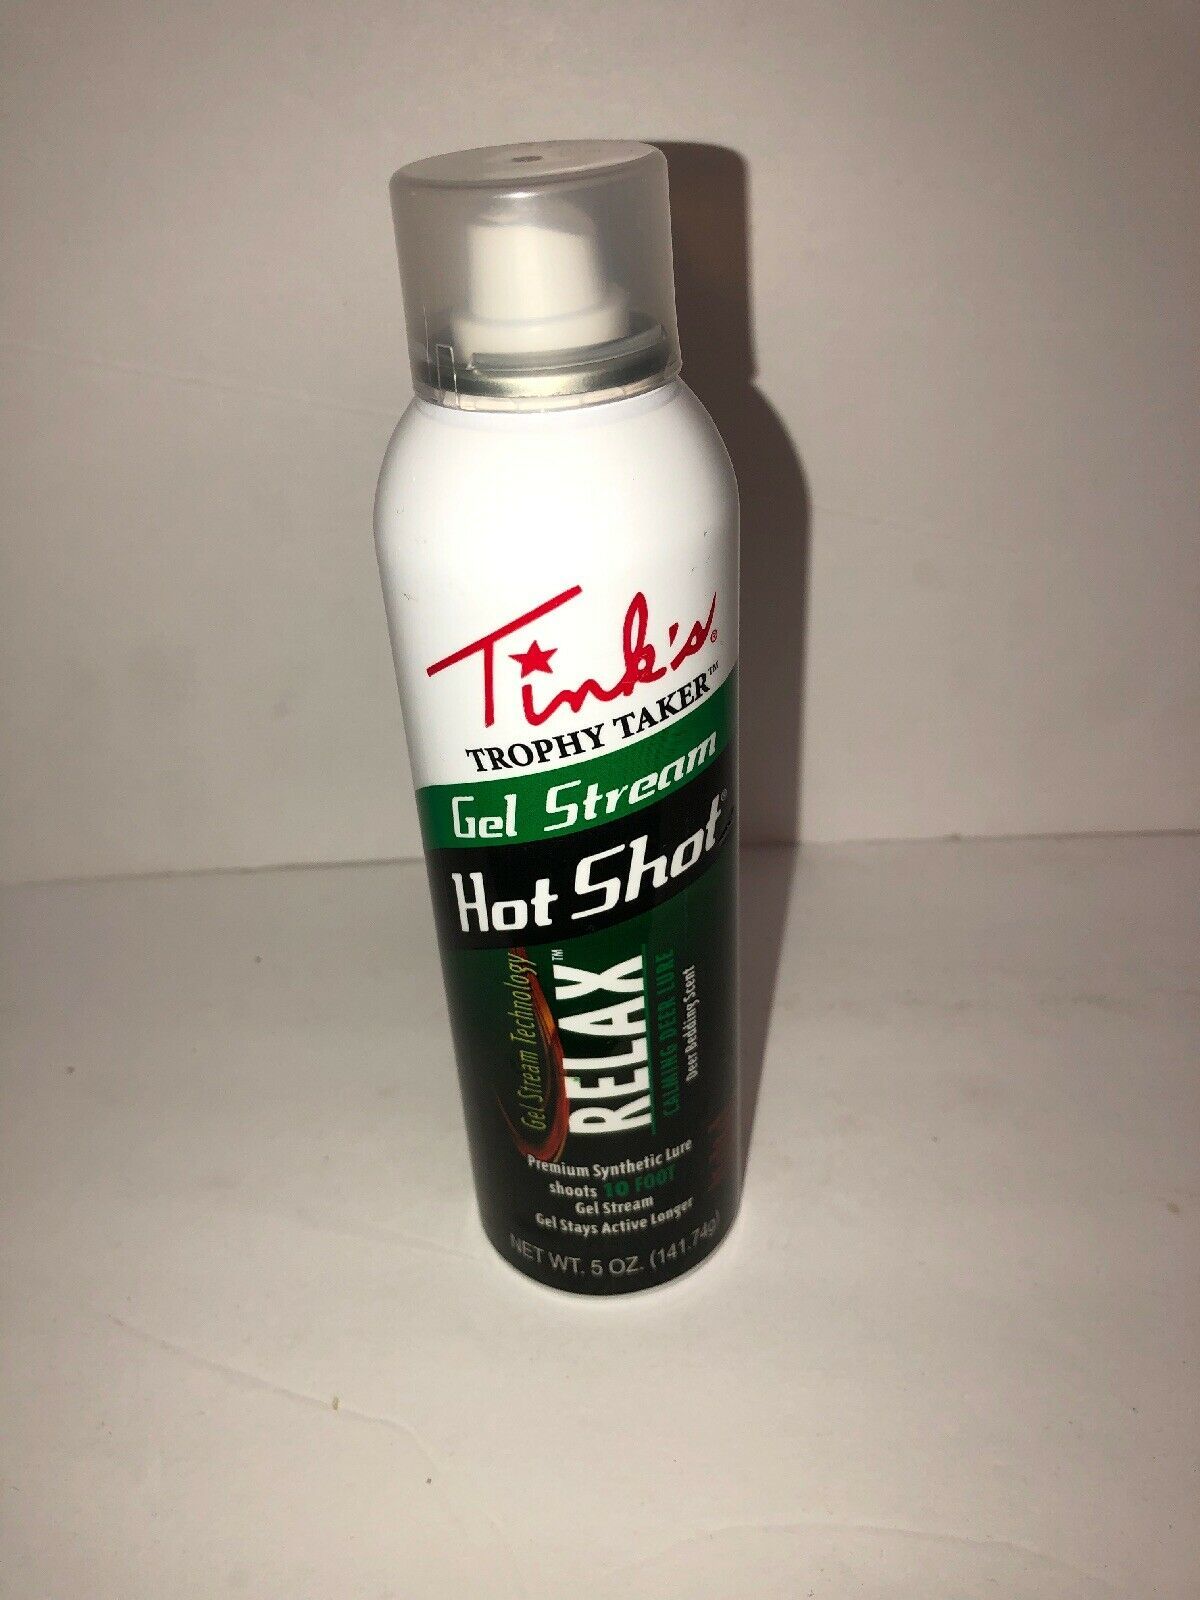 Tink's®
TROPHY TAKER™
Gel Stream
Hot Shot®
Gel Stream Technology
RELAX™
CALMING DEER LURE
Deer Bedding Scent
Premium Synthetic Lure
shoots 10 FOOT
Gel Stream
Gel Stays Active Longer
NET WT. 5 OZ. (141.74g)